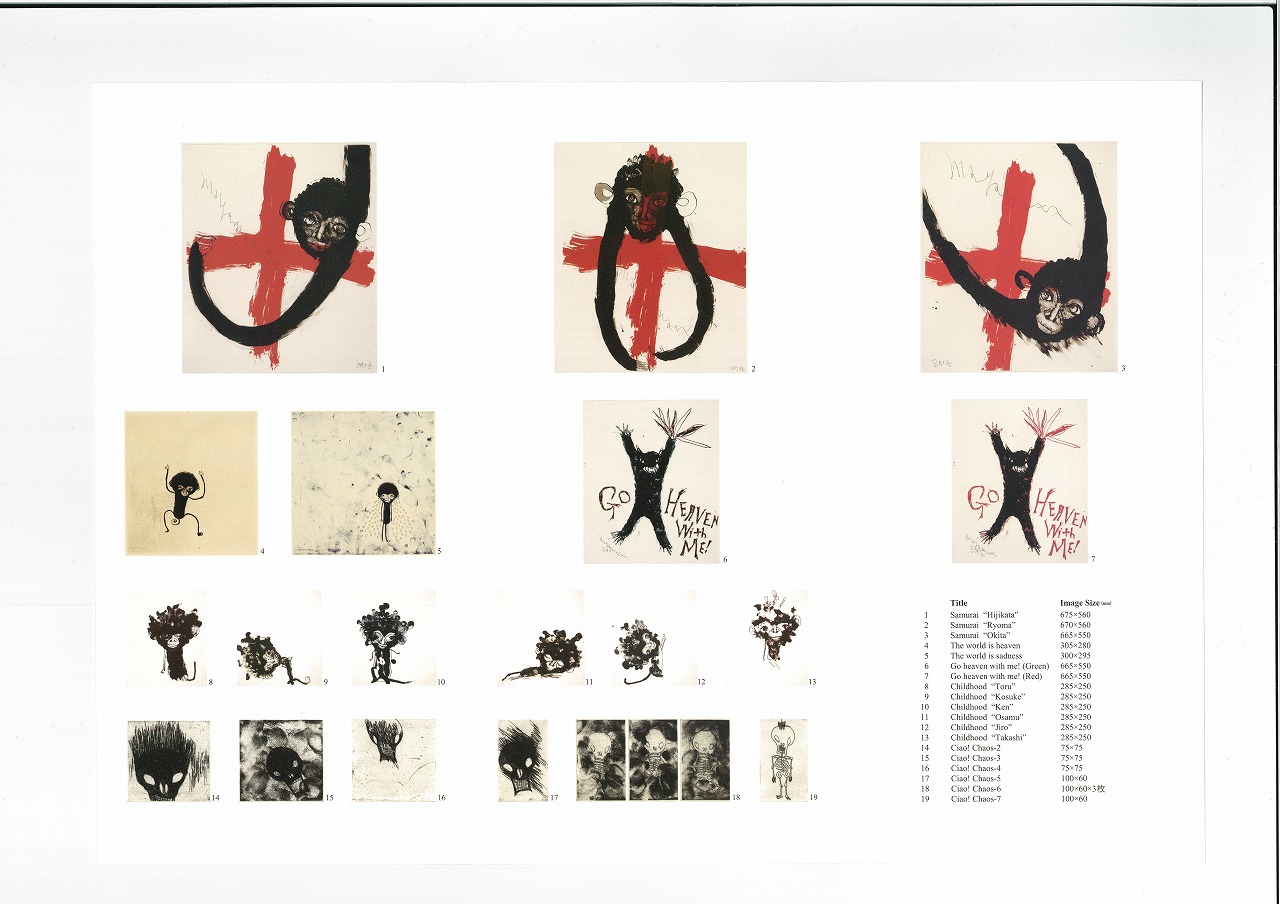 1
2
3
4
5
GO HEAVEN
With
ME!
6
GO HEAVEN
With
ME!
7
8
9
10
11
12
13
14
15
16
17
18
19
Title Image Size (mm)
1 Samurai “Hijikata” 675×560
2 Samurai “Ryoma” 670×560
3 Samurai “Okita” 665×550
4 The world is heaven 305×280
5 The world is sadness 300×295
6 Go heaven with me! (Green) 665×550
7 Go heaven with me! (Red) 665×550
8 Childhood “Toru” 285×250
9 Childhood “Kosuke” 285×250
10 Childhood “Ken” 285×250
11 Childhood “Osamu” 285×250
12 Childhood “Jiro” 285×250
13 Childhood “Takashi” 285×250
14 Ciao! Chaos-2 75×75
15 Ciao! Chaos-3 75×75
16 Ciao! Chaos-4 75×75
17 Ciao! Chaos-5 100×60
18 Ciao! Chaos-6 100×60×3枚
19 Ciao! Chaos-7 100×60